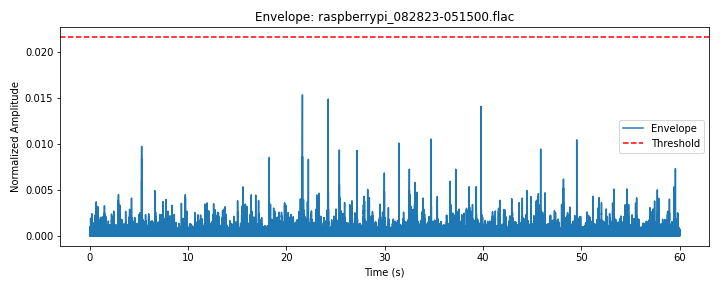 Envelope: raspberrypi_082823-051500.flac
Normalized Amplitude
0.020
0.015
0.010
0.005
0.000
Envelope
Threshold
0
10
20
30
40
50
60
Time (s)